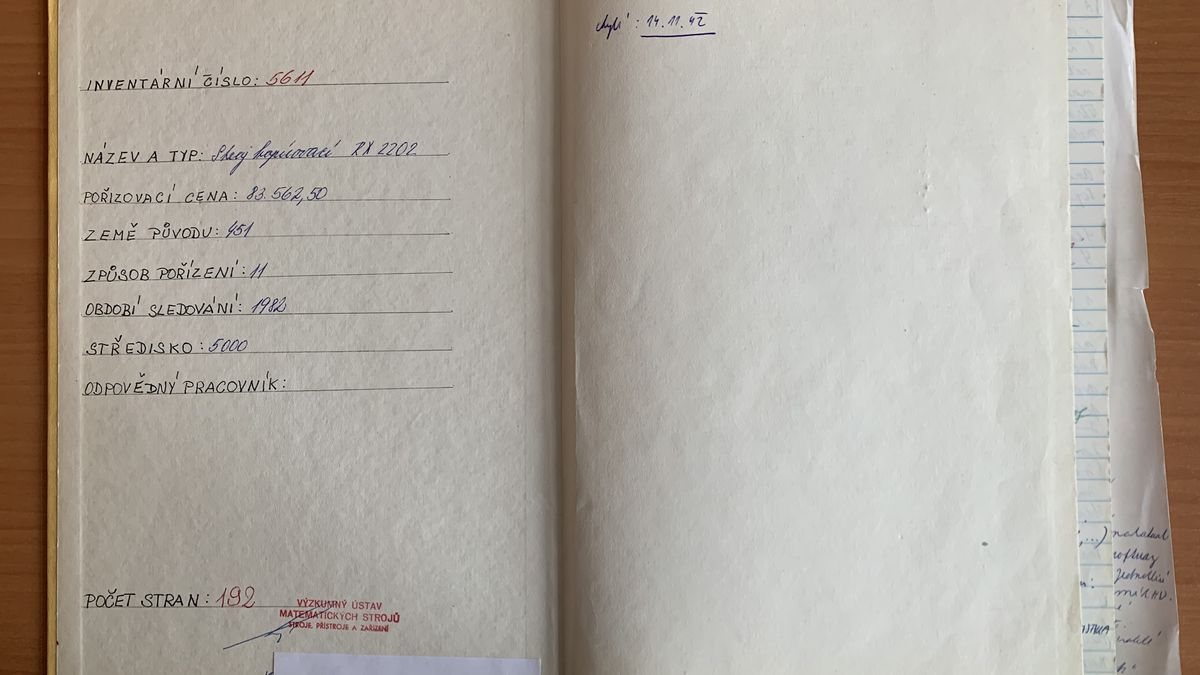 INVENTÁRNÍ ČÍSLO: 5611
NÁZEV A TYP: Stroj kopírovací RX 2202
POŘIZOVACÍ CENA: 83.562,50
ZEMĚ PŮVODU: 451
ZPŮSOB POŘÍZENÍ: 11
OBDOBÍ SLEDOVÁNÍ: 1982
STŘEDISKO: 5000
ODPOVĚDNÝ PRACOVNÍK:
POČET STRAN: 192
VÝZKUMNÝ ÚSTAV
MATEMATICKÝCH STROJŮ
STROJE, PŘÍSTROJE A ZAŘÍZENÍ
chybí: 14.11.42